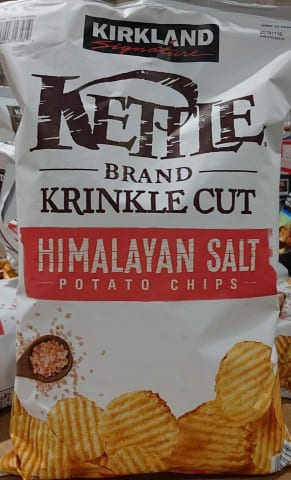 KIRKLAND
Signature
KETTLE
BRAND
KRINKLE CUT
HIMALAYAN SALT
POTATO CHIPS